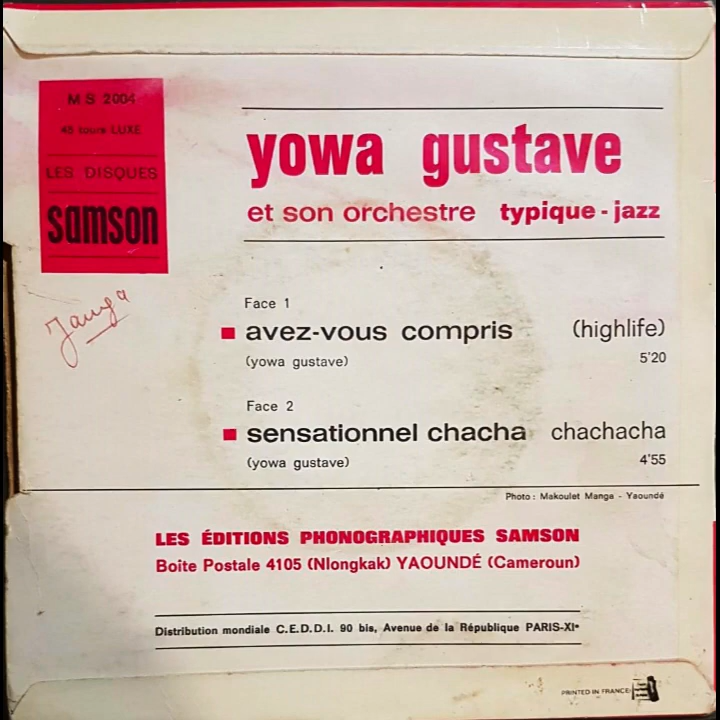 M S 2004
45 tours LUXE
LES DISQUES
samson
yowa gustave
et son orchestre typique - jazz
Face 1
avez-vous compris (highlife)
(yowa gustave) 5'20
Face 2
sensationnel chacha chachacha
(yowa gustave) 4'55
Photo : Makoulet Manga - Yaoundé
LES ÉDITIONS PHONOGRAPHIQUES SAMSON
Boite Postale 4105 (Nlongkak) YAOUNDÉ (Cameroun)
Distribution mondiale C.E.D.D.I. 90 bis, Avenue de la République PARIS-XIe
PRINTED IN FRANCE